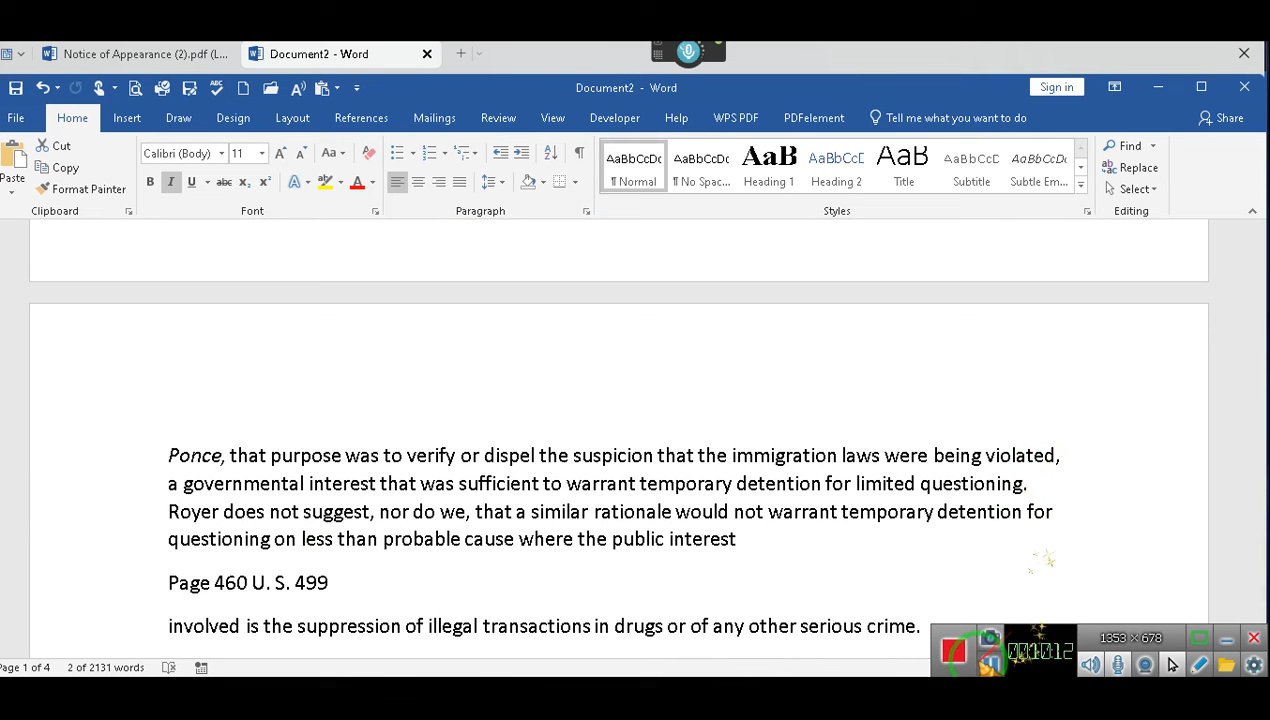 Notice of Appearance (2).pdf (L...
Document2 - Word
Document2 - Word
Sign in
File Home Insert Draw Design Layout References Mailings Review View Developer Help WPS PDF PDFelement Tell me what you want to do Share
Cut
Copy
Paste
Format Painter
Calibri (Body) 11
AaBbCcDc AaBbCcDc AaB AaBbCcD AaB AaBbCcD AaBbCcDc
¶ Normal ¶ No Spac... Heading 1 Heading 2 Title Subtitle Subtle Em...
Find
Replace
Select
Clipboard Font Paragraph Styles Editing
Ponce, that purpose was to verify or dispel the suspicion that the immigration laws were being violated,
a governmental interest that was sufficient to warrant temporary detention for limited questioning.
Royer does not suggest, nor do we, that a similar rationale would not warrant temporary detention for
questioning on less than probable cause where the public interest
Page 460 U. S. 499
involved is the suppression of illegal transactions in drugs or of any other serious crime.
1353 × 678
Page 1 of 4 2 of 2131 words